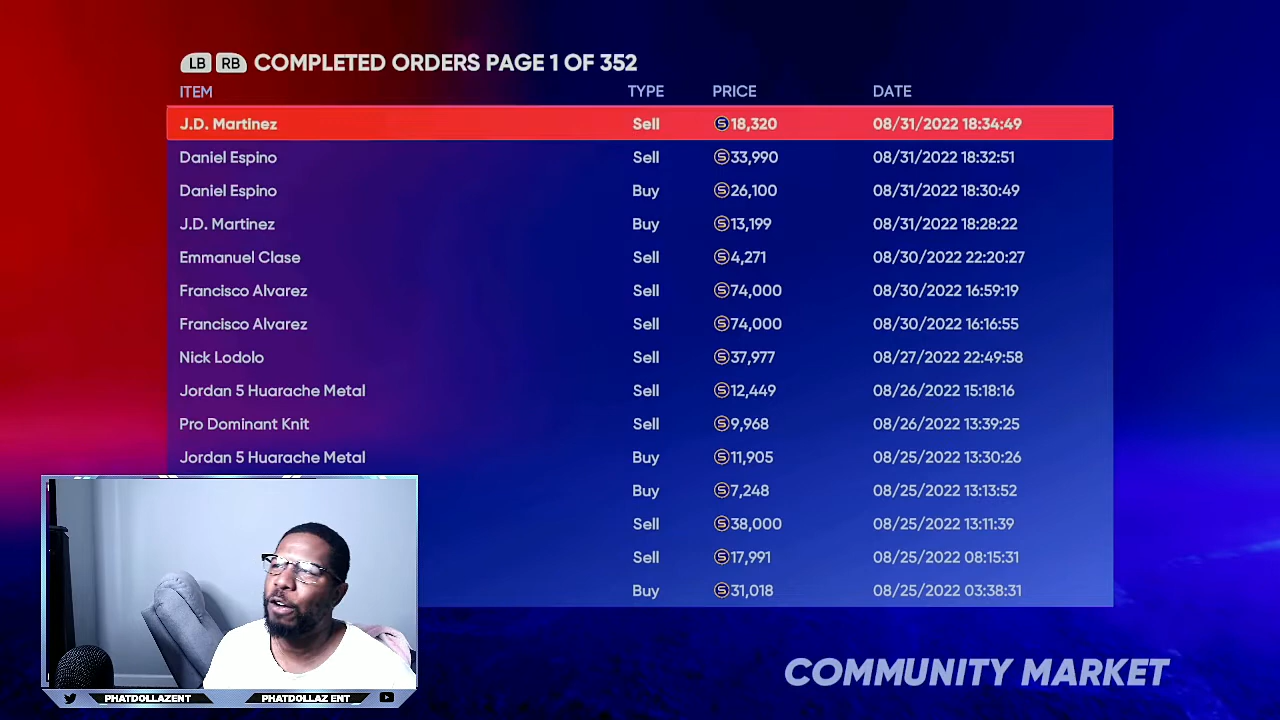 LB RB COMPLETED ORDERS PAGE 1 OF 352
ITEM TYPE PRICE DATE
J.D. Martinez Sell S 18,320 08/31/2022 18:34:49
Daniel Espino Sell S 33,990 08/31/2022 18:32:51
Daniel Espino Buy S 26,100 08/31/2022 18:30:49
J.D. Martinez Buy S 13,199 08/31/2022 18:28:22
Emmanuel Clase Sell S 4,271 08/30/2022 22:20:27
Francisco Alvarez Sell S 74,000 08/30/2022 16:59:19
Francisco Alvarez Sell S 74,000 08/30/2022 16:16:55
Nick Lodolo Sell S 37,977 08/27/2022 22:49:58
Jordan 5 Huarache Metal Sell S 12,449 08/26/2022 15:18:16
Pro Dominant Knit Sell S 9,968 08/26/2022 13:39:25
Jordan 5 Huarache Metal Buy S 11,905 08/25/2022 13:30:26
Buy S 7,248 08/25/2022 13:13:52
Sell S 38,000 08/25/2022 13:11:39
Sell S 17,991 08/25/2022 08:15:31
Buy S 31,018 08/25/2022 03:38:31
COMMUNITY MARKET
PHATDOLLAZENT PHATDOLLAZ ENT